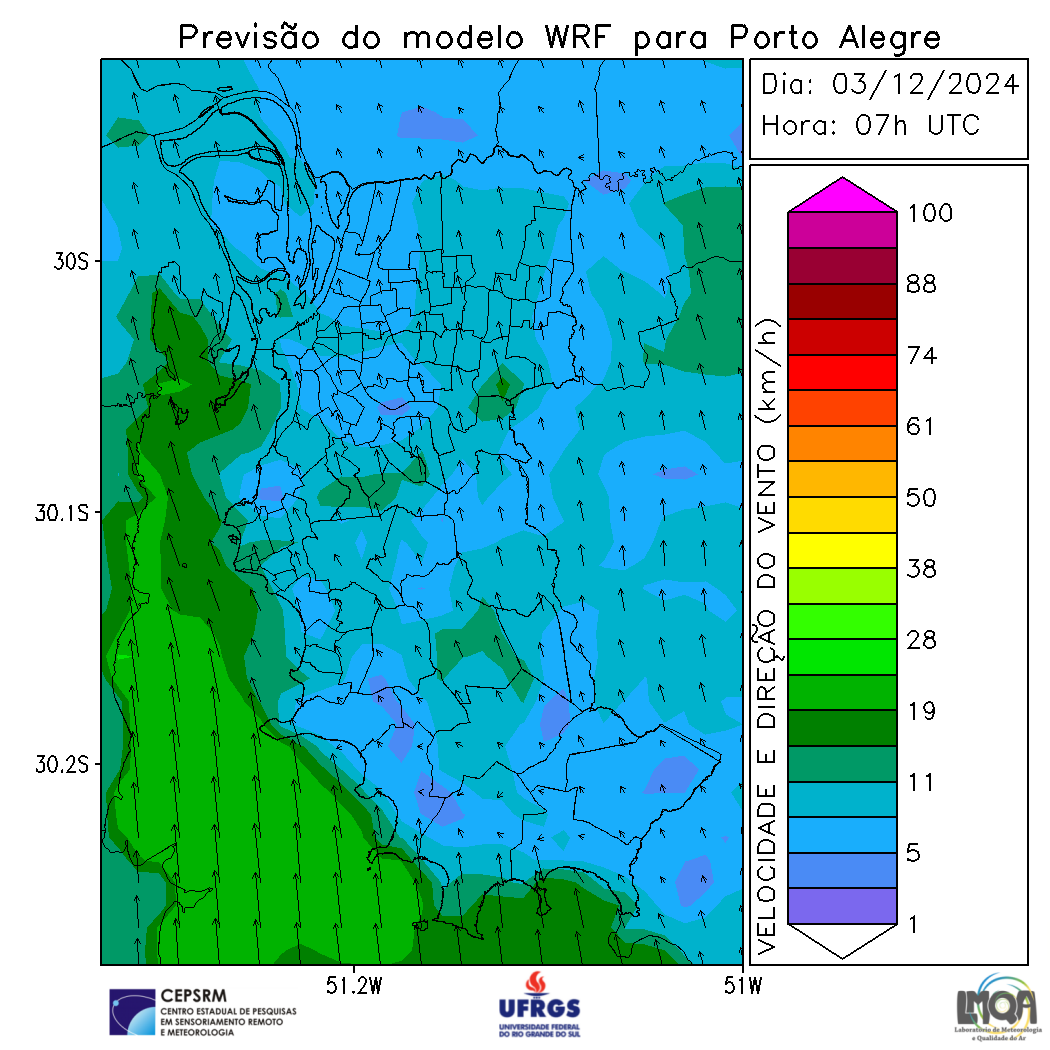 Previsão do modelo WRF para Porto Alegre
Dia: 03/12/2024
Hora: 07h UTC
30S
30.1S
30.2S
51.2W
51W
VELOCIDADE E DIREÇÃO DO VENTO (km/h)
100
88
74
61
50
38
28
19
11
5
1
CEPSRM
CENTRO ESTADUAL DE PESQUISAS
EM SENSORIAMENTO REMOTO
E METEOROLOGIA
UFRGS
UNIVERSIDADE FEDERAL
DO RIO GRANDE DO SUL
LMQA
Laboratório de Meteorologia
e Qualidade do Ar